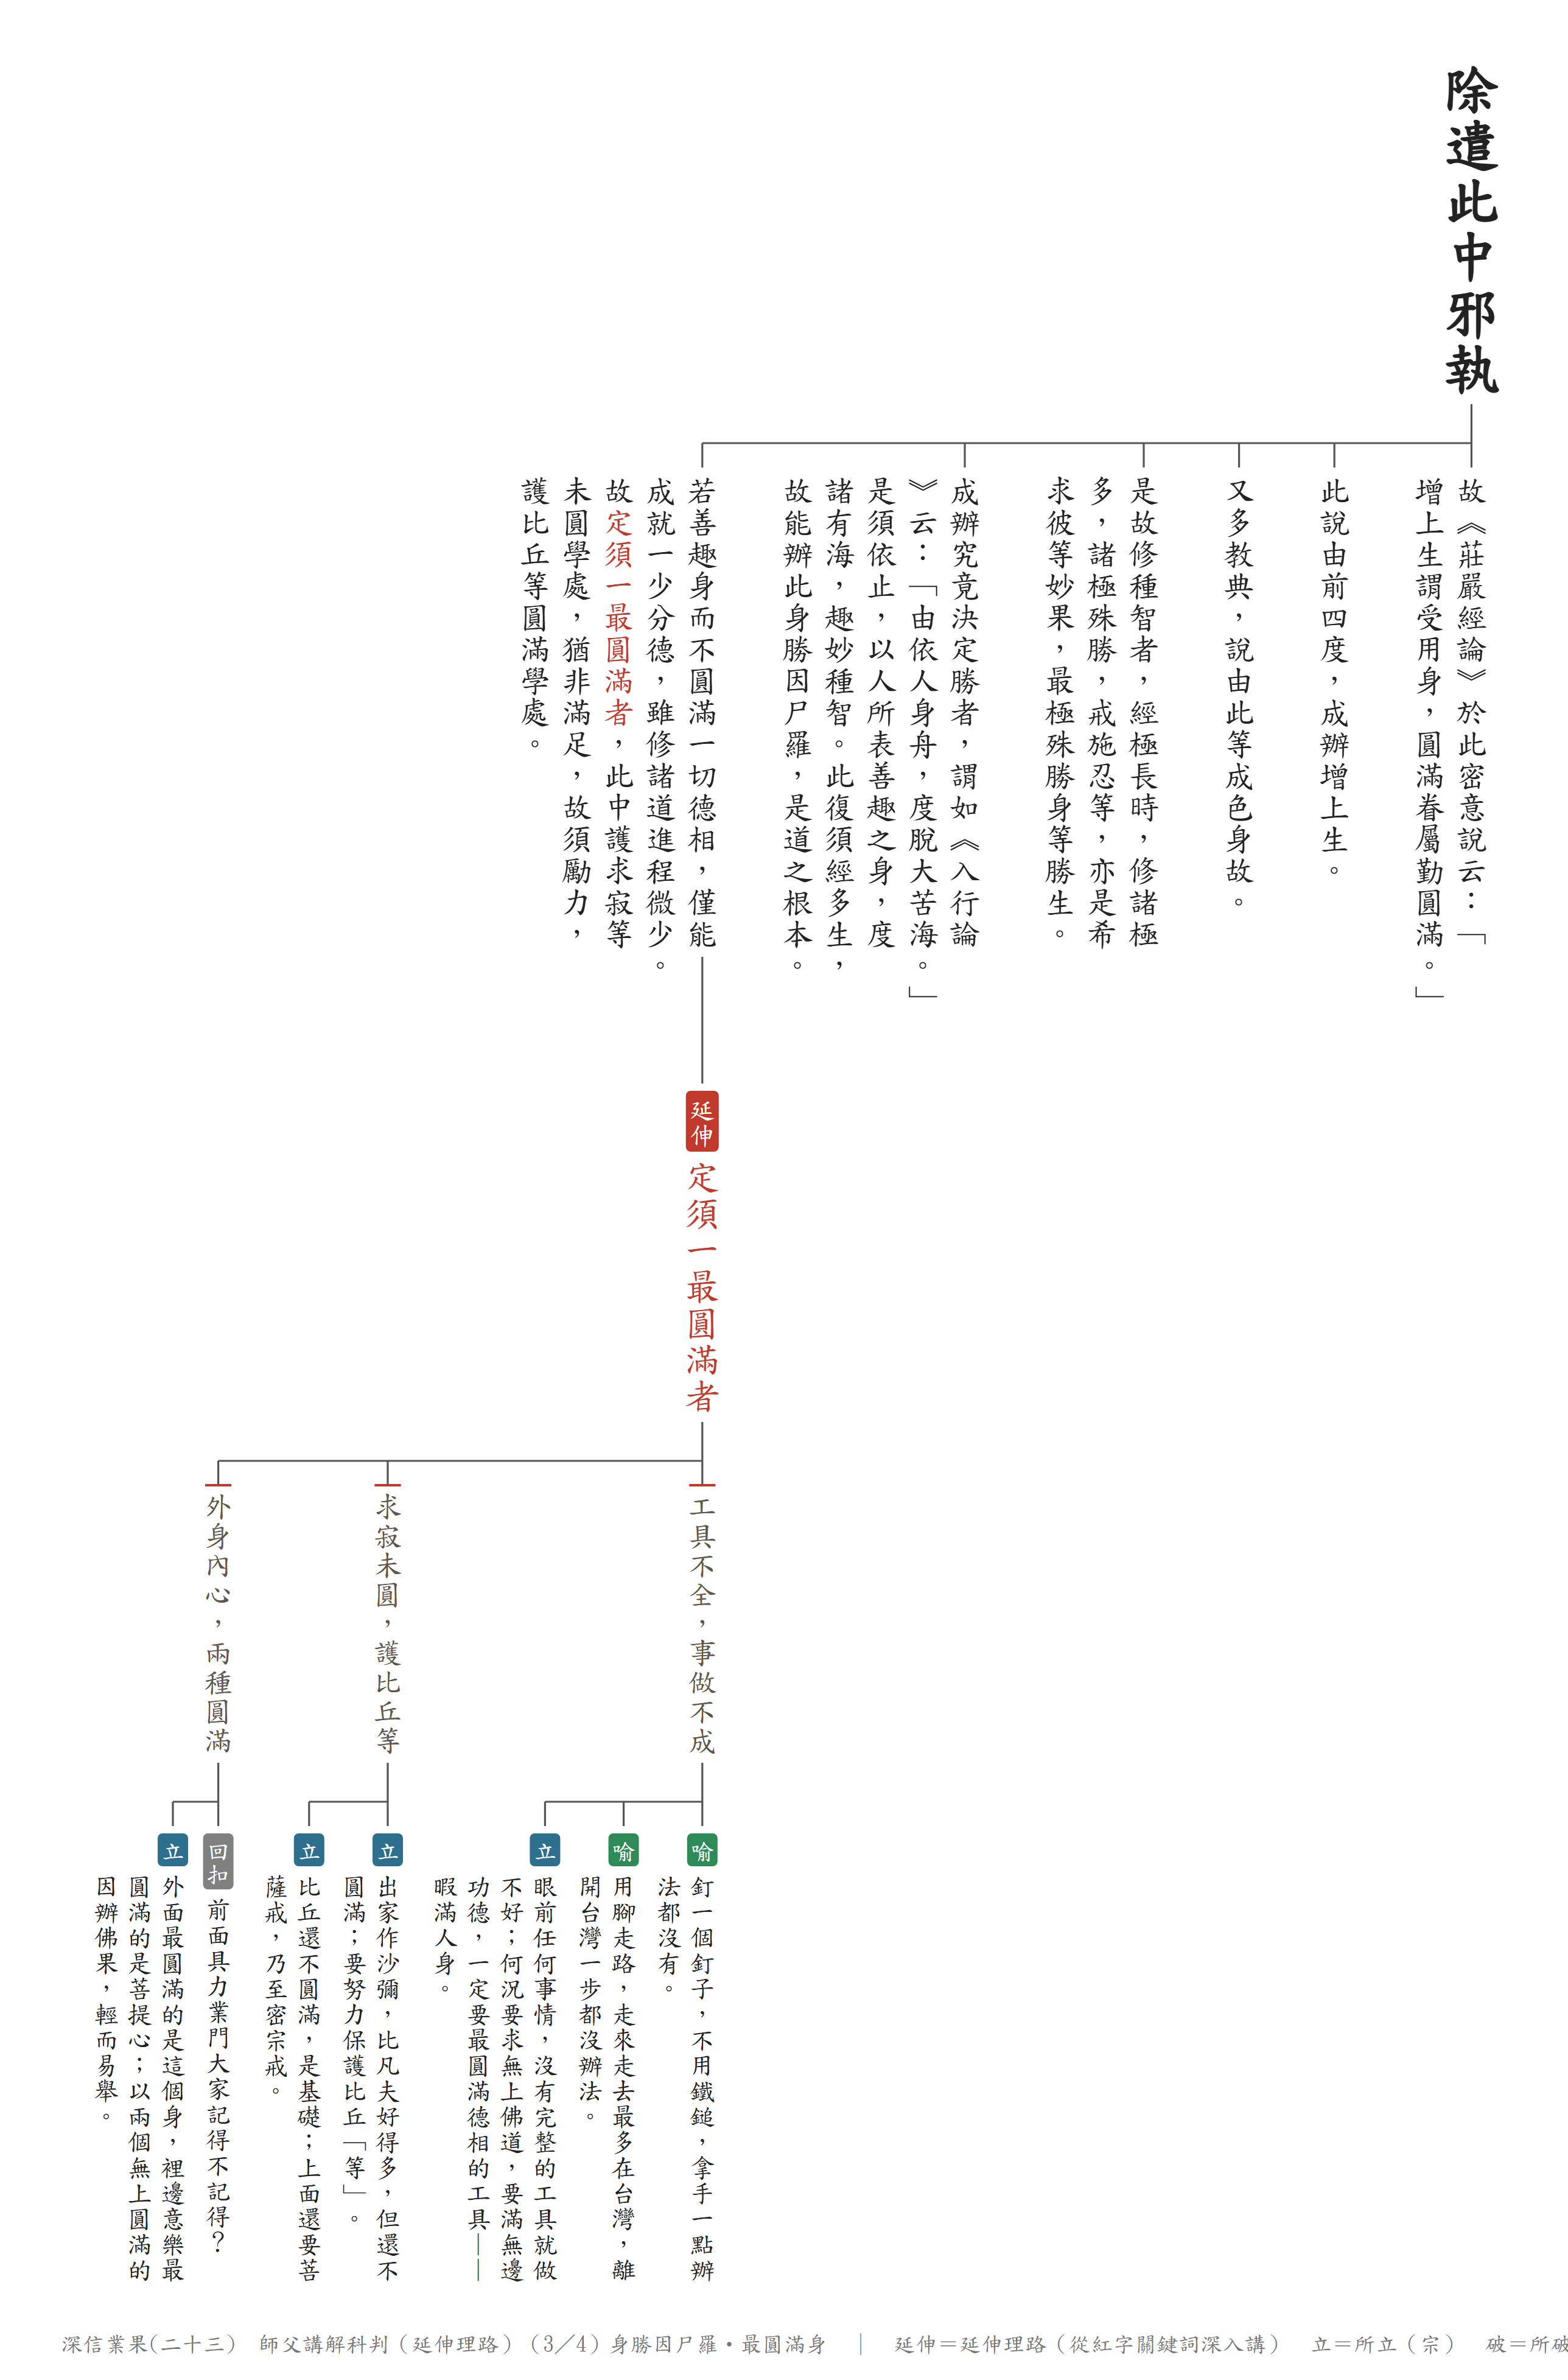 除遣此中邪執
故《莊嚴經論》於此密意說云：「
增上生謂受用身，圓滿眷屬勤圓滿。」
此說由前四度，成辦增上生。
又多教典，說由此等成色身故。
是故修種智者，經極長時，修諸極
多，諸極殊勝，戒施忍等，亦是希
求彼等妙果，最極殊勝身等勝生。
成辦究竟決定勝者，謂如《入行論
》云：「由依人身舟，度脫大苦海。」
是須依止，以人所表善趣之身，度
諸有海，趣妙種智。此復須經多生，
故能辦此身勝因尸羅，是道之根本。
若善趣身而不圓滿一切德相，僅能
成就一少分德，雖修諸道進程微少。
故定須一最圓滿者，此中護求寂等
未圓學處，猶非滿足，故須勵力，
護比丘等圓滿學處。
延伸
定須一最圓滿者
工具不全，事做不成
喻
釘一個釘子，不用鐵鎚，拿手一點辦
法都沒有。
喻
用腳走路，走來走去最多在台灣，離
開台灣一步都沒辦法。
立
眼前任何事情，沒有完整的工具就做
不好；何況要求無上佛道，要滿無邊
功德，一定要最圓滿德相的工具——
暇滿人身。
求寂未圓，護比丘等
立
出家作沙彌，比凡夫好得多，但還不
圓滿；要努力保護比丘「等」。
立
比丘還不圓滿，是基礎；上面還要菩
薩戒，乃至密宗戒。
外身內心，兩種圓滿
回扣
前面具力業門大家記得不記得？
立
外面最圓滿的是這個身，裡邊意樂最
圓滿的是菩提心；以兩個無上圓滿的
因辦佛果，輕而易舉。
深信業果(二十三)　師父講解科判（延伸理路）（3／4）身勝因尸羅・最圓滿身　｜　延伸＝延伸理路（從紅字關鍵詞深入講）　立＝所立（宗）　破＝所破